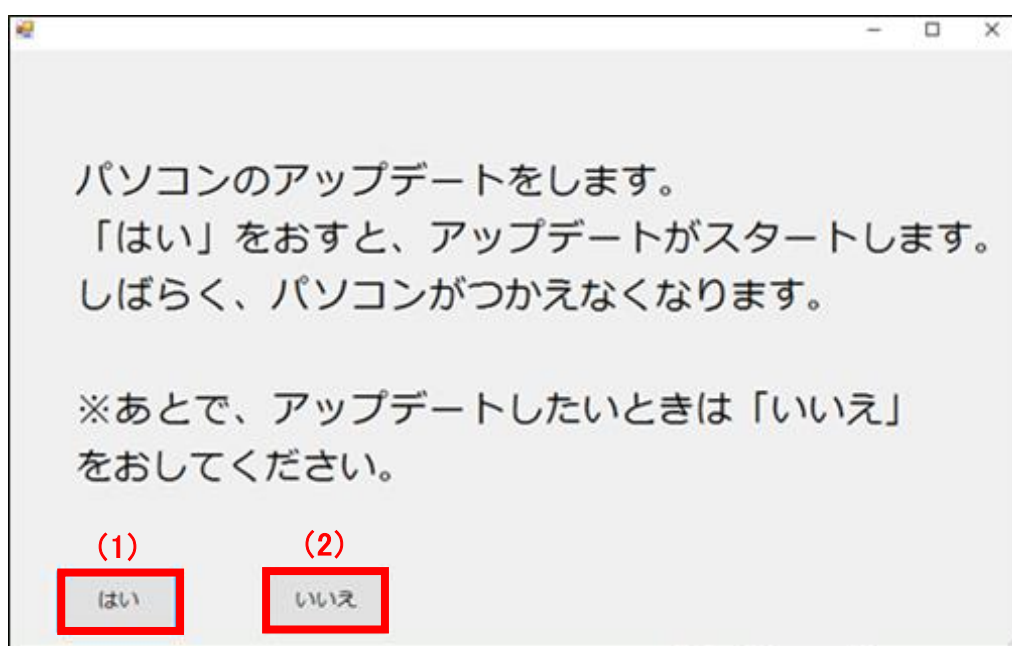 パソコンのアップデートをします。
「はい」をおすと、アップデートがスタートします。
しばらく、パソコンがつかえなくなります。
※あとで、アップデートしたいときは「いいえ」
をおしてください。
(1) (2)
はい いいえ